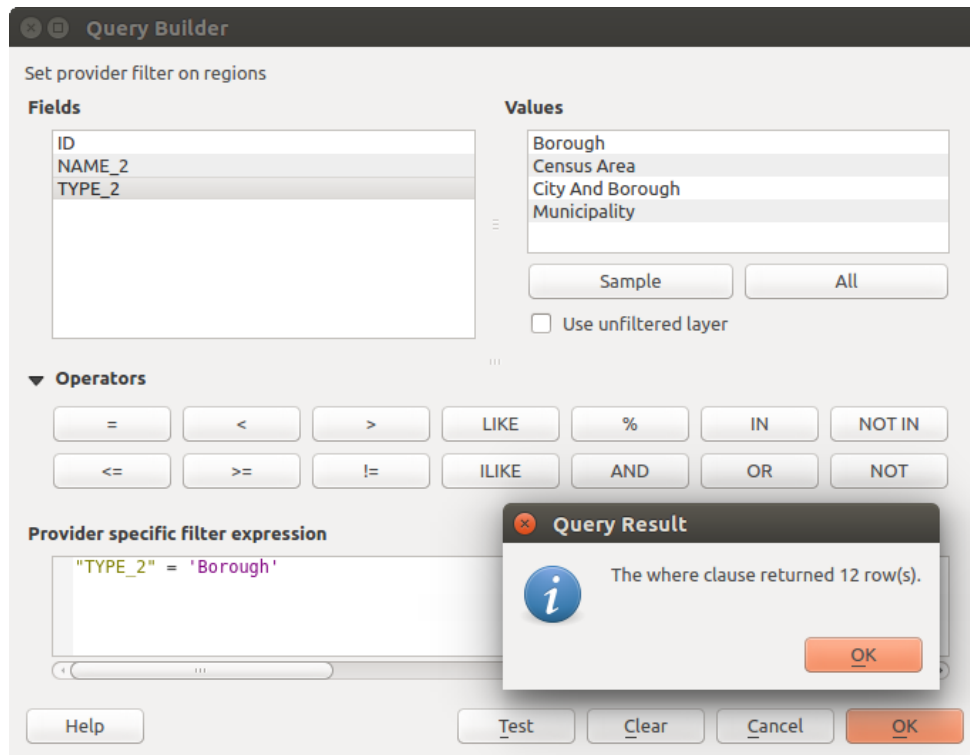 Query Builder
Set provider filter on regions
Fields
Values
ID
NAME_2
TYPE_2
Borough
Census Area
City And Borough
Municipality
Sample
All
Use unfiltered layer
Operators
=
<
>
LIKE
%
IN
NOT IN
<=
>=
!=
ILIKE
AND
OR
NOT
Provider specific filter expression
"TYPE_2" = 'Borough'
Query Result
The where clause returned 12 row(s).
OK
Help
Test
Clear
Cancel
OK